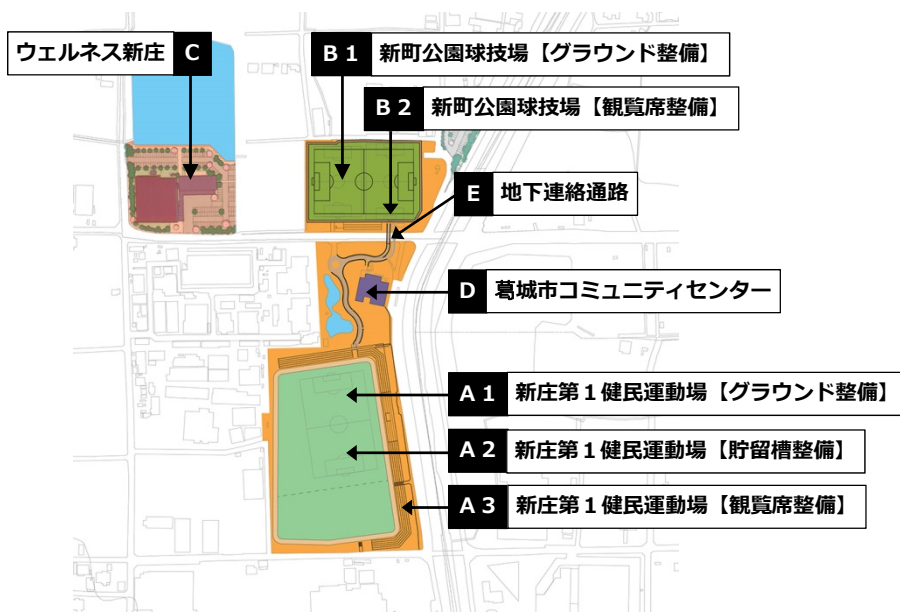 ウェルネス新庄 C
B1 新町公園球技場【グラウンド整備】
B2 新町公園球技場【観覧席整備】
E 地下連絡通路
D 葛城市コミュニティセンター
A1 新庄第1健民運動場【グラウンド整備】
A2 新庄第1健民運動場【貯留槽整備】
A3 新庄第1健民運動場【観覧席整備】